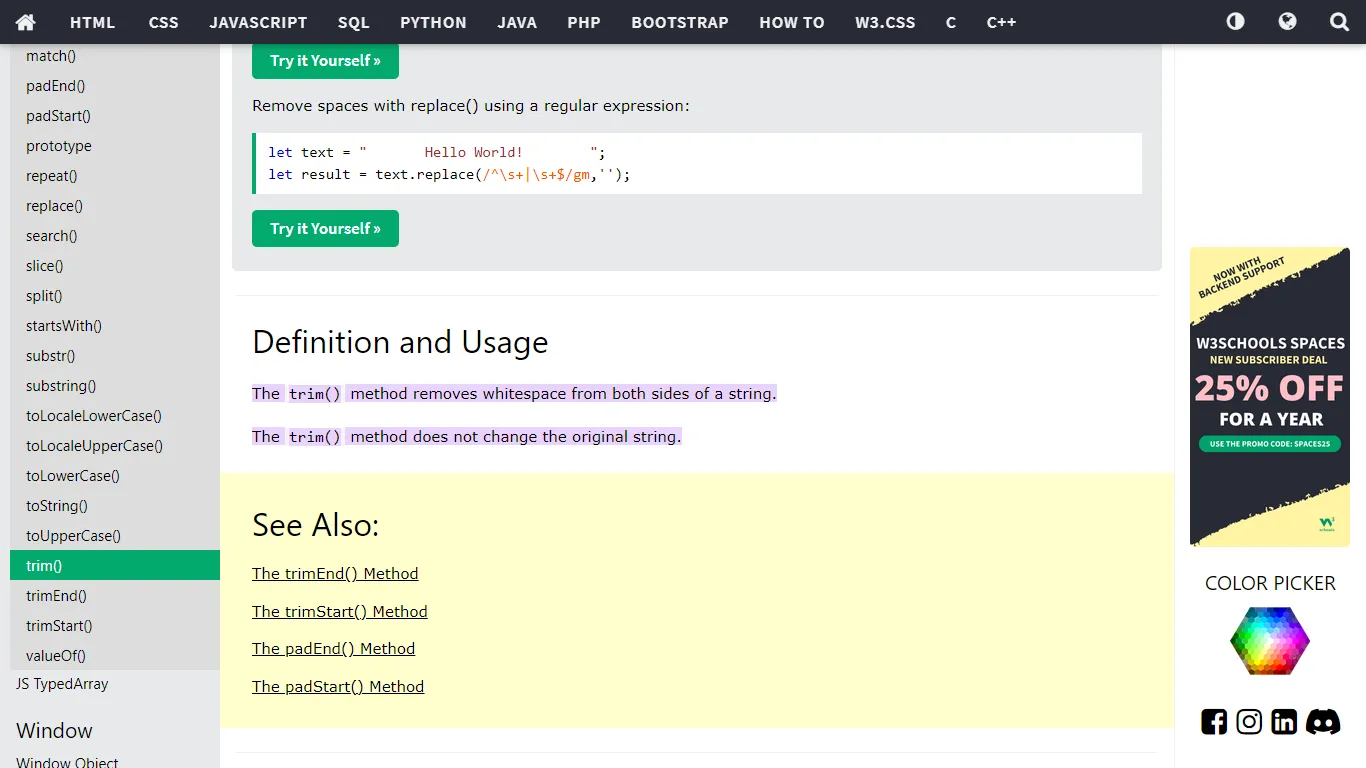 HTML CSS JAVASCRIPT SQL PYTHON JAVA PHP BOOTSTRAP HOW TO W3.CSS C C++
match()
padEnd()
padStart()
prototype
repeat()
replace()
search()
slice()
split()
startsWith()
substr()
substring()
toLocaleLowerCase()
toLocaleUpperCase()
toLowerCase()
toString()
toUpperCase()
trim()
trimEnd()
trimStart()
valueOf()
JS TypedArray
Window
Window Object
Try it Yourself »
Remove spaces with replace() using a regular expression:
let text = "       Hello World!        ";
let result = text.replace(/^\s+|\s+$/gm,'');
Try it Yourself »
Definition and Usage
The trim() method removes whitespace from both sides of a string.
The trim() method does not change the original string.
See Also:
The trimEnd() Method
The trimStart() Method
The padEnd() Method
The padStart() Method
NOW WITH
BACKEND SUPPORT
W3SCHOOLS SPACES
NEW SUBSCRIBER DEAL
25% OFF
FOR A YEAR
USE THE PROMO CODE: SPACES25
W3
schools
COLOR PICKER